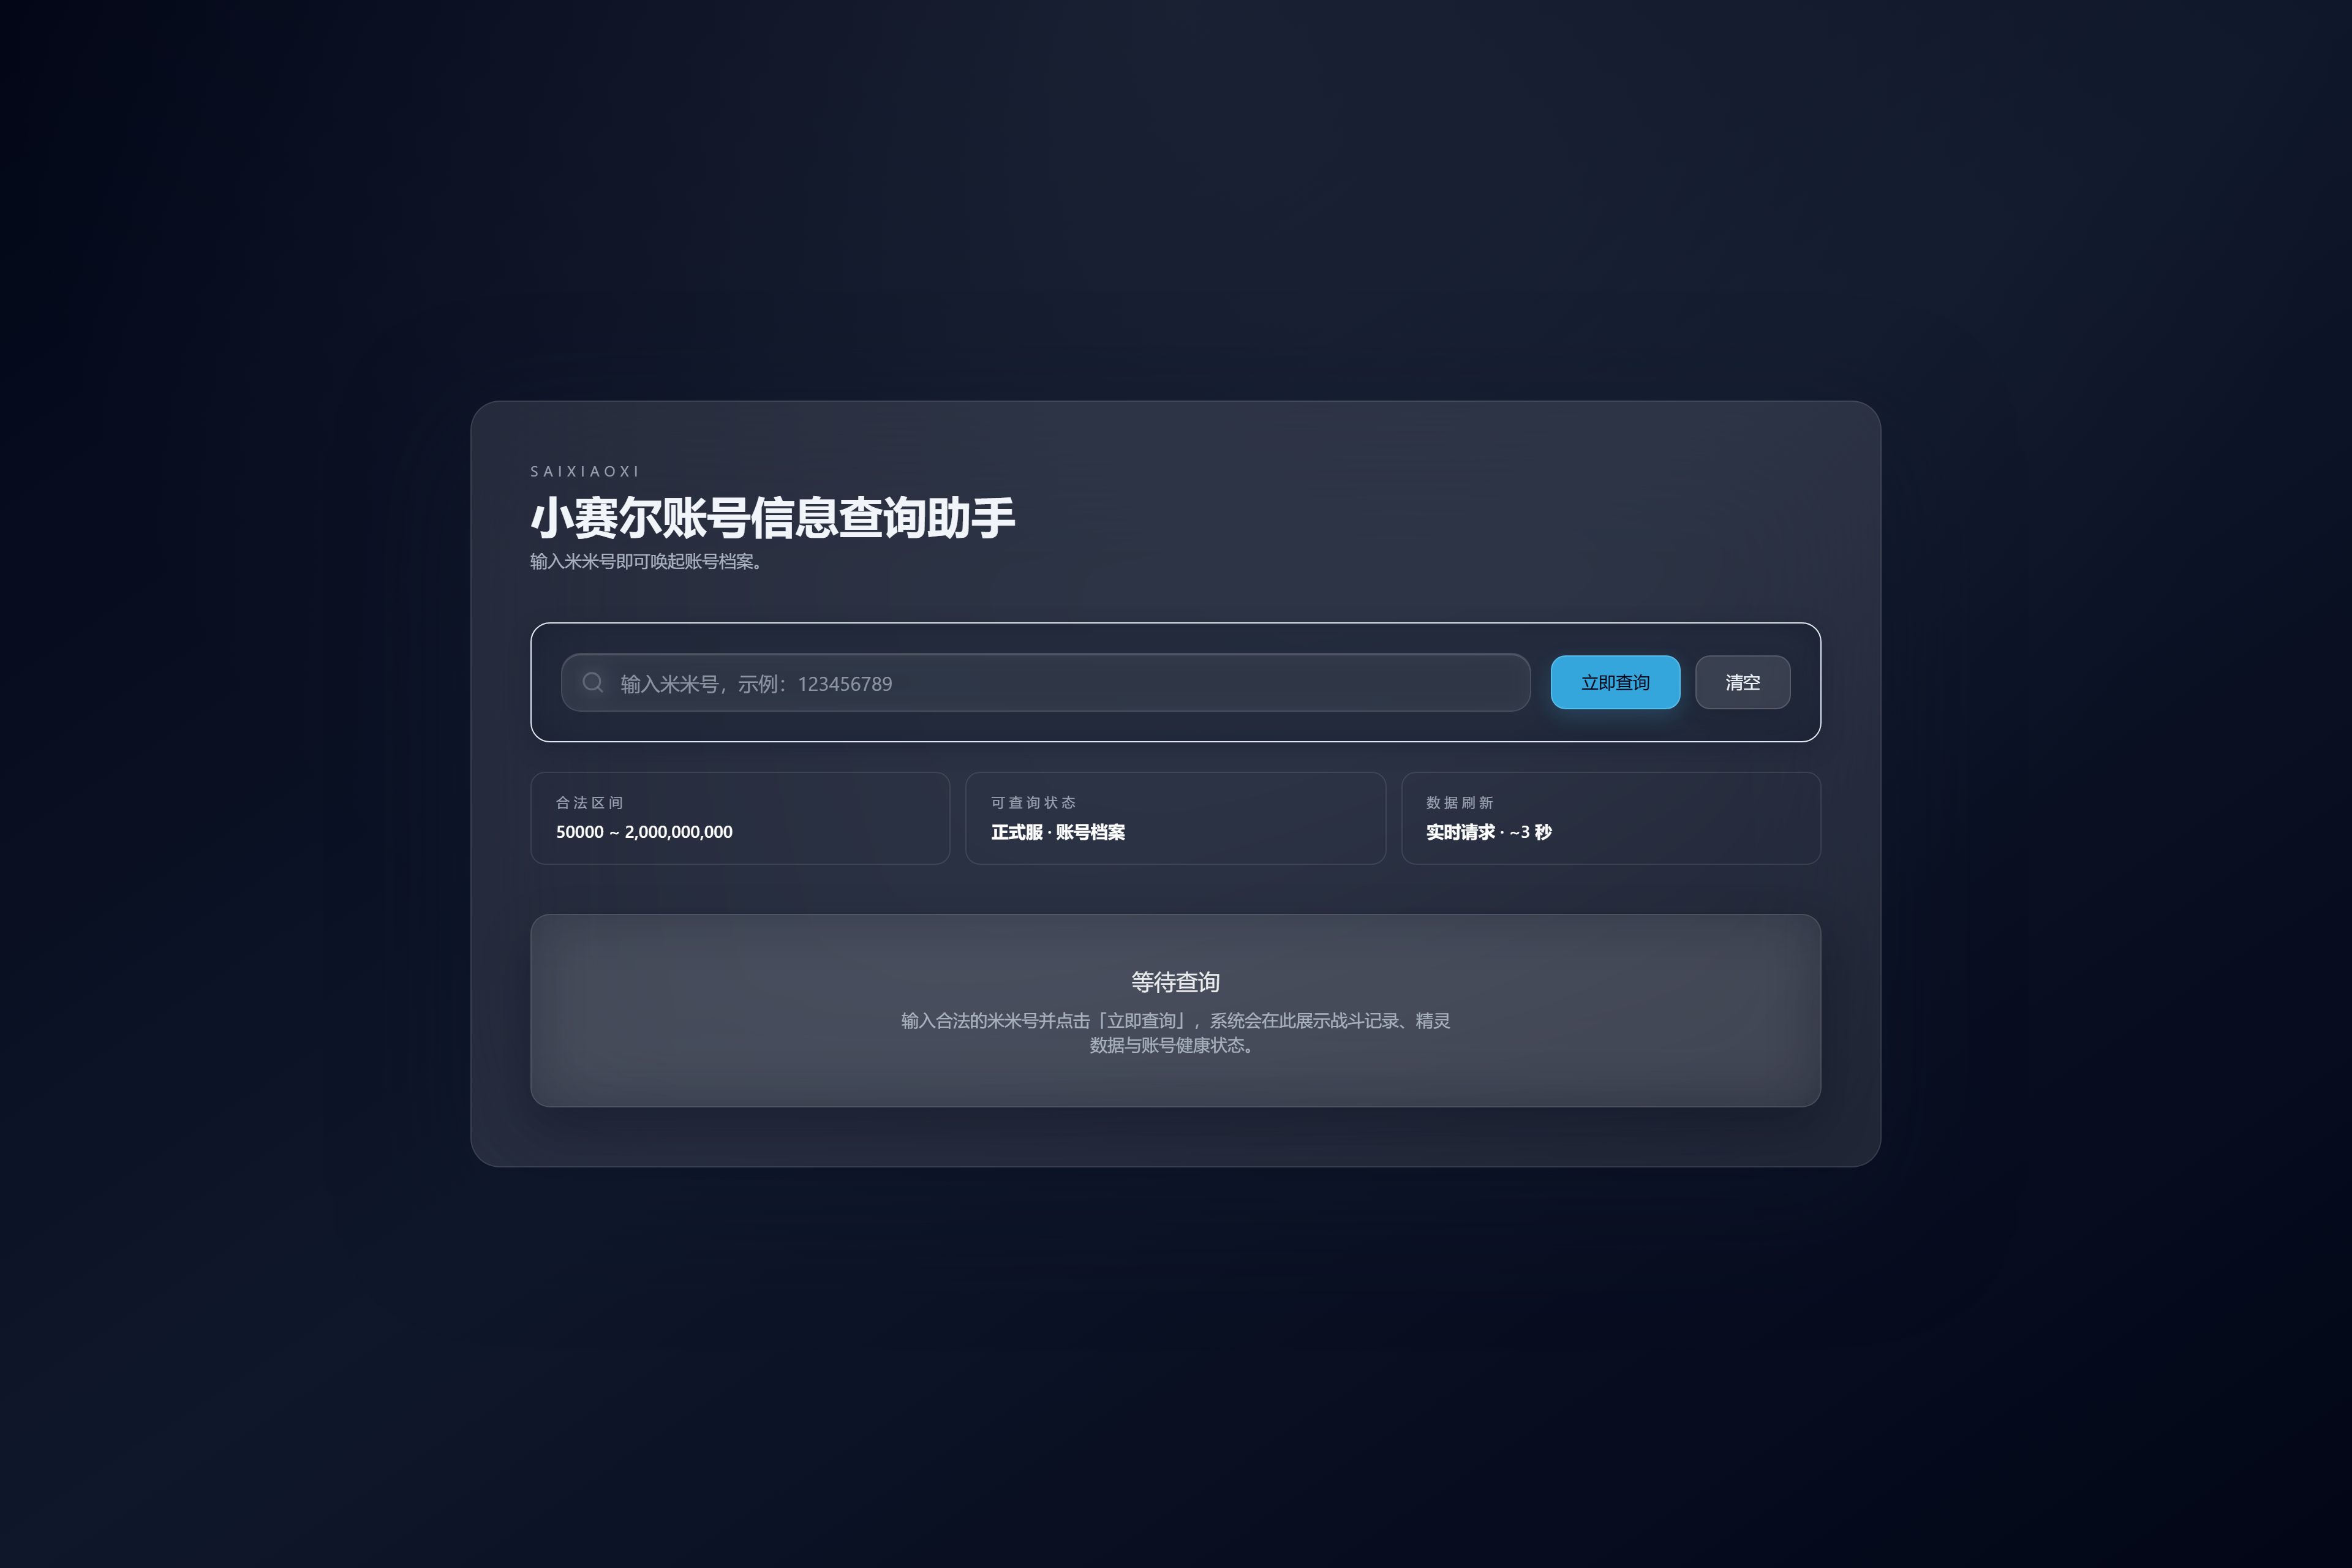 SAIXIAOXI
小赛尔账号信息查询助手
输入米米号即可唤起账号档案。
输入米米号，示例：123456789
立即查询
清空
合法区间
50000 ~ 2,000,000,000
可查询状态
正式服 · 账号档案
数据刷新
实时请求 · ~3 秒
等待查询
输入合法的米米号并点击「立即查询」，系统会在此展示战斗记录、精灵
数据与账号健康状态。